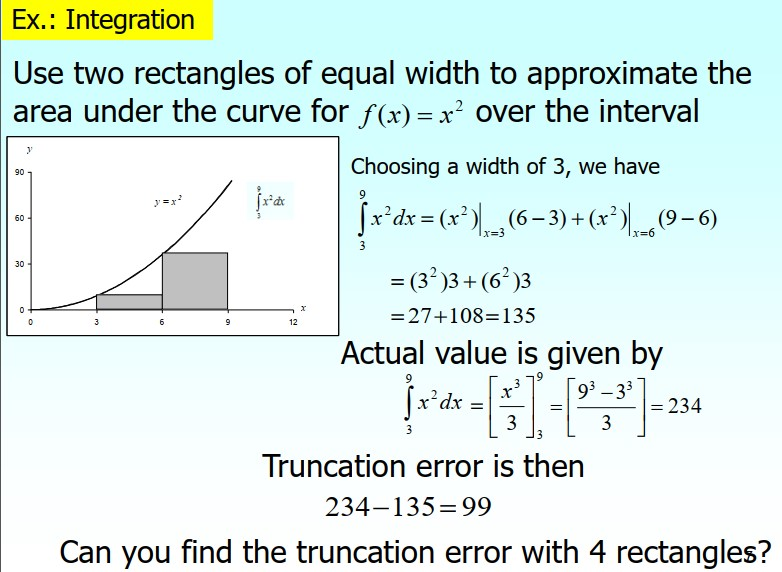 Ex.: Integration
Use two rectangles of equal width to approximate the
area under the curve for f(x) = x² over the interval
y
90
60
30
0
0 3 6 9 12
x
y = x²
∫₃⁹ x²dx
Choosing a width of 3, we have
∫₃⁹ x²dx = (x²)|ₓ₌₃ (6 − 3) + (x²)|ₓ₌₆ (9 − 6)
= (3²)3 + (6²)3
= 27+108=135
Actual value is given by
∫₃⁹ x²dx = [x³/3]₃⁹ = [(9³ − 3³)/3] = 234
Truncation error is then
234−135=99
Can you find the truncation error with 4 rectangles?